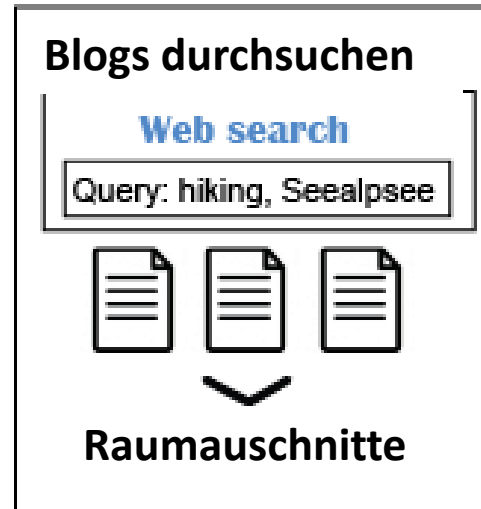 Blogs durchsuchen
Web search
Query: hiking, Seealpsee
Raumauschnitte